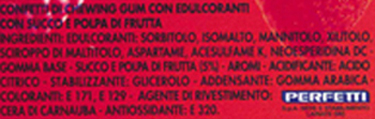 CONFETTI DI CHEWING GUM CON EDULCORANTI
CON SUCCO E POLPA DI FRUTTA
INGREDIENTI: EDULCORANTI: SORBITOLO, ISOMALTO, MANNITOLO, XILITOLO,
SCIROPPO DI MALTITOLO, ASPARTAME, ACESULFAME K, NEOESPERIDINA DC -
GOMMA BASE - SUCCO E POLPA DI FRUTTA (5%) - AROMI - ACIDIFICANTE: ACIDO
CITRICO - STABILIZZANTE: GLICEROLO - ADDENSANTE: GOMMA ARABICA -
COLORANTI: E 171, E 129 - AGENTE DI RIVESTIMENTO:
CERA DI CARNAUBA - ANTIOSSIDANTE: E 320.
PERFETTI